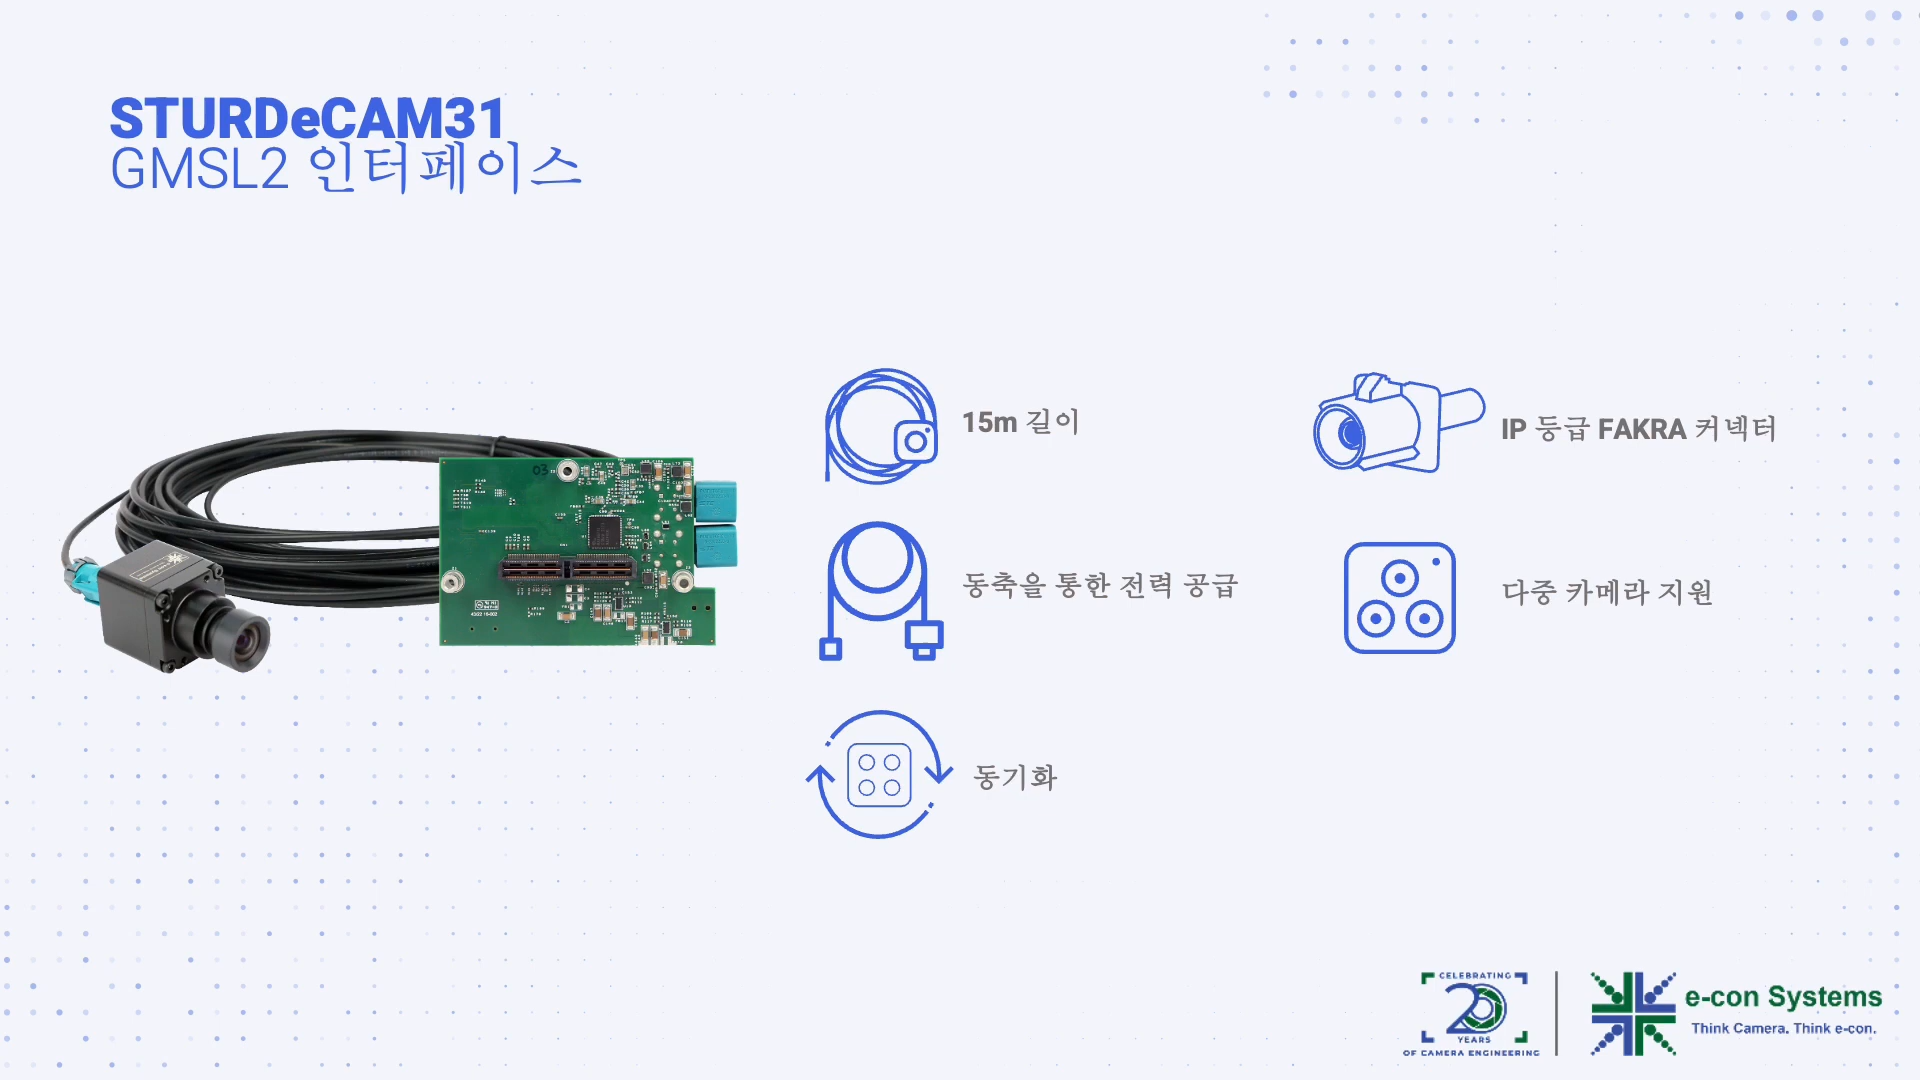 STURDeCAM31
GMSL2 인터페이스
15m 길이
IP 등급 FAKRA 커넥터
동축을 통한 전력 공급
다중 카메라 지원
동기화
CELEBRATING
20
YEARS
OF CAMERA ENGINEERING
e-con Systems
Think Camera. Think e-con.